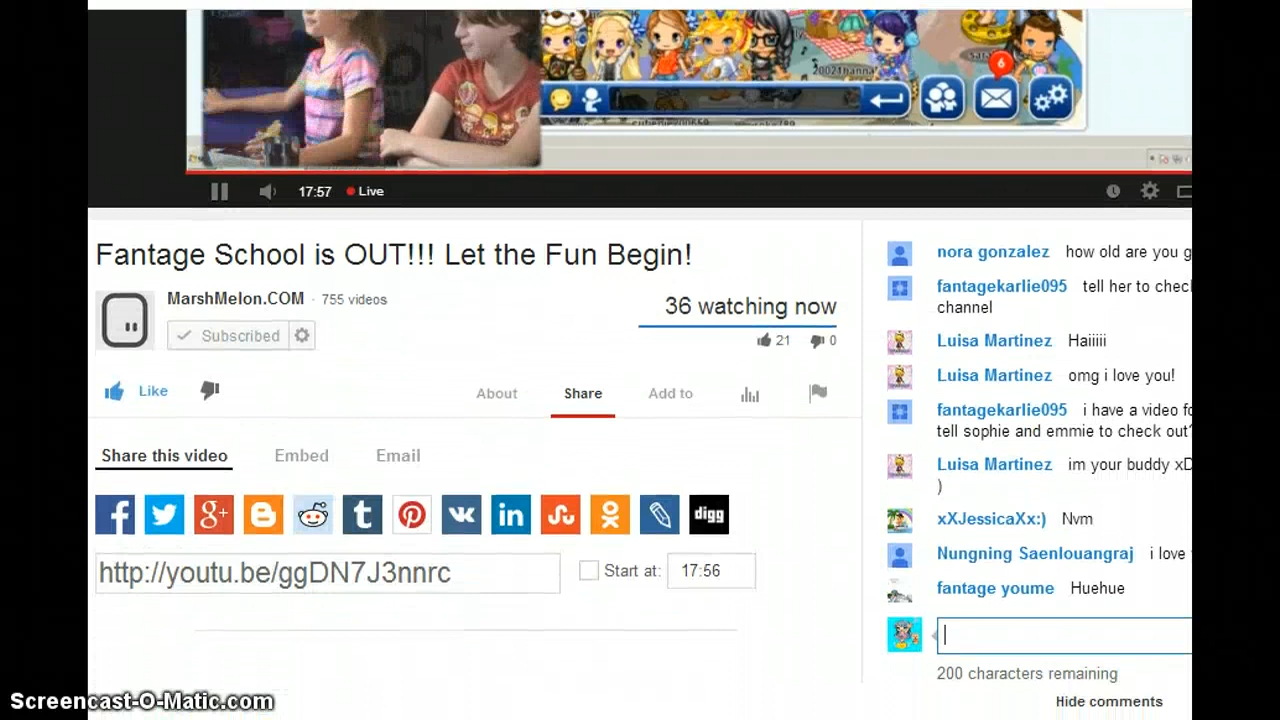 20021hanna
6
17:57 Live
Fantage School is OUT!!! Let the Fun Begin!
MarshMelon.COM · 755 videos
Subscribed
36 watching now
21 0
Like
About Share Add to
Share this video Embed Email
digg
http://youtu.be/ggDN7J3nnrc
Start at: 17:56
nora gonzalez how old are you g
fantagekarlie095 tell her to check
channel
Luisa Martinez Haiiiii
Luisa Martinez omg i love you!
fantagekarlie095 i have a video fo
tell sophie and emmie to check out?
Luisa Martinez im your buddy xD
)
xXJessicaXx:) Nvm
Nungning Saenlouangraj i love
fantage youme Huehue
200 characters remaining
Hide comments
Screencast-O-Matic.com